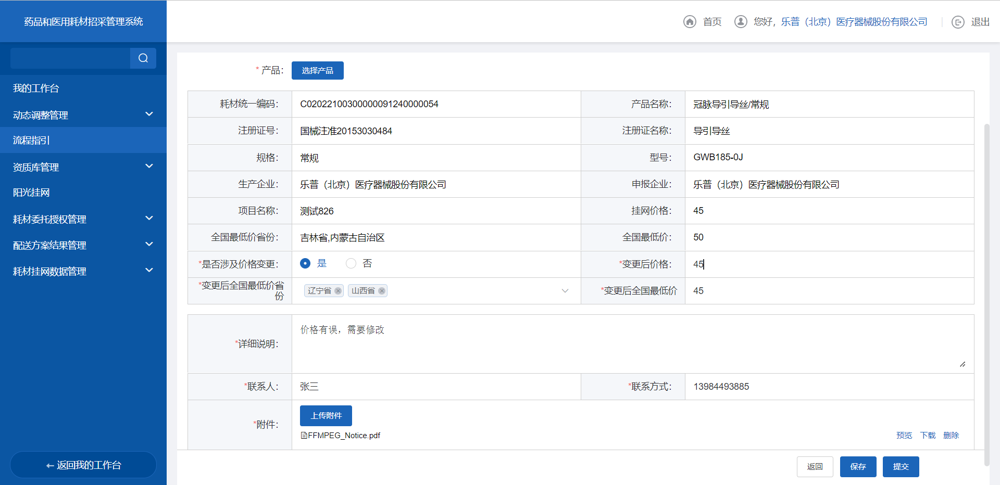 药品和医用耗材招采管理系统
首页
您好，乐普（北京）医疗器械股份有限公司
退出
我的工作台
动态调整管理
流程指引
资质库管理
阳光挂网
耗材委托授权管理
配送方案结果管理
耗材挂网数据管理
返回我的工作台
*产品： 选择产品
耗材统一编码： C02022100300000091240000054 产品名称： 冠脉导引导丝/常规
注册证号： 国械注准20153030484 注册证名称： 导引导丝
规格： 常规 型号： GWB185-0J
生产企业： 乐普（北京）医疗器械股份有限公司 申报企业： 乐普（北京）医疗器械股份有限公司
项目名称： 测试826 挂网价格： 45
全国最低价省份： 吉林省,内蒙古自治区 全国最低价： 50
*是否涉及价格变更： 是 否 *变更后价格： 45
*变更后全国最低价省
份 辽宁省 山西省 *变更后全国最低价 45
*详细说明： 价格有误，需要修改
*联系人： 张三 *联系方式： 13984493885
*附件： 上传附件
FFMPEG_Notice.pdf 预览 下载 删除
返回 保存 提交